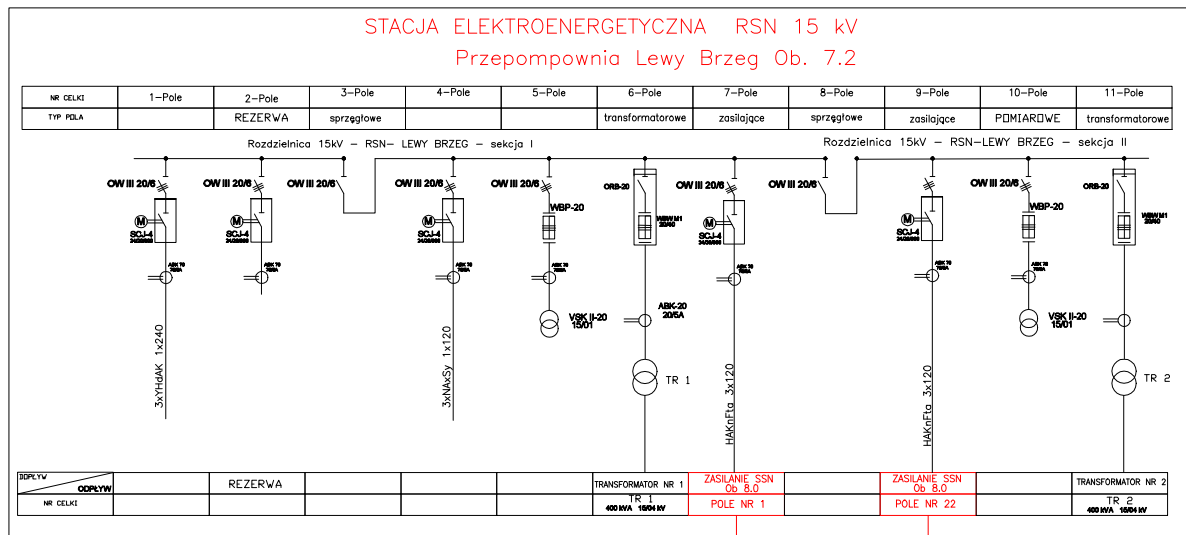 STACJA ELEKTROENERGETYCZNA RSN 15 kV
Przepompownia Lewy Brzeg Ob. 7.2
NR CELKI 1-Pole 2-Pole 3-Pole 4-Pole 5-Pole 6-Pole 7-Pole 8-Pole 9-Pole 10-Pole 11-Pole
TYP POLA REZERWA sprzęgłowe transformatorowe zasilające sprzęgłowe zasilające POMIAROWE transformatorowe
Rozdzielnica 15kV - RSN- LEWY BRZEG - sekcja I
Rozdzielnica 15kV - RSN-LEWY BRZEG - sekcja II
OW III 20/6 OW III 20/6 OW III 20/6 OW III 20/6 OW III 20/6 ORB-20 OW III 20/6 OW III 20/6 OW III 20/6 ORB-20
WBP-20 WBP-20
WBW M1 WBW M1
20/40 20/40
M M M M M
SCJ-4 SCJ-4 SCJ-4 SCJ-4 SCJ-4
ABK-20
20/5A
VSK II-20
15/01
VSK II-20
15/01
3xYHdAK 1x240
3xNAxSy 1x120
TR 1
HAKnFta 3x120
HAKnFta 3x120
TR 2
ODPŁYW
ODPŁYW REZERWA TRANSFORMATOR NR 1 ZASILANIE SSN Ob 8.0 ZASILANIE SSN Ob 8.0 TRANSFORMATOR NR 2
NR CELKI TR 1 POLE NR 1 POLE NR 22 TR 2
400 kVA 15/04 kV 400 kVA 15/04 kV